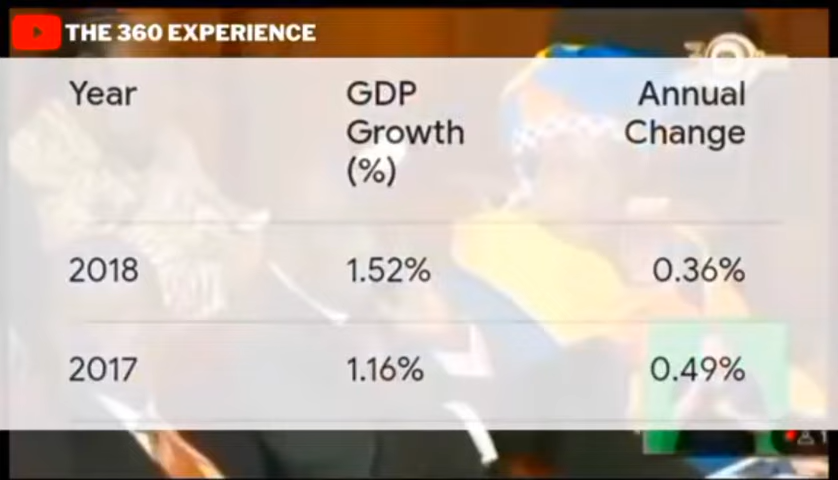 THE 360 EXPERIENCE
Year GDP Growth (%) Annual Change
2018 1.52% 0.36%
2017 1.16% 0.49%